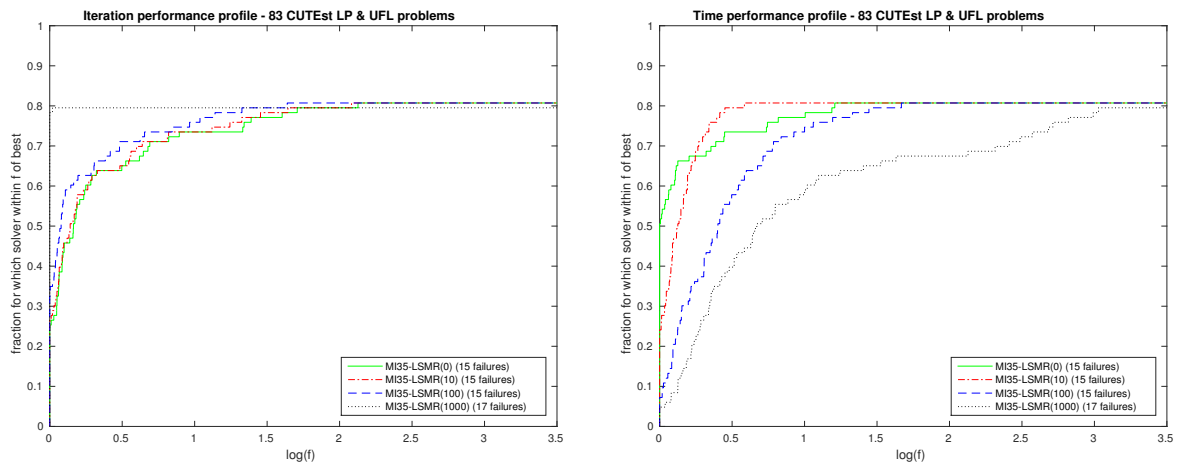 Iteration performance profile - 83 CUTEst LP & UFL problems
fraction for which solver within f of best
1
0.9
0.8
0.7
0.6
0.5
0.4
0.3
0.2
0.1
0
0 0.5 1 1.5 2 2.5 3 3.5
log(f)
MI35-LSMR(0) (15 failures)
MI35-LSMR(10) (15 failures)
MI35-LSMR(100) (15 failures)
MI35-LSMR(1000) (17 failures)
Time performance profile - 83 CUTEst LP & UFL problems
fraction for which solver within f of best
1
0.9
0.8
0.7
0.6
0.5
0.4
0.3
0.2
0.1
0
0 0.5 1 1.5 2 2.5 3 3.5
log(f)
MI35-LSMR(0) (15 failures)
MI35-LSMR(10) (15 failures)
MI35-LSMR(100) (15 failures)
MI35-LSMR(1000) (17 failures)